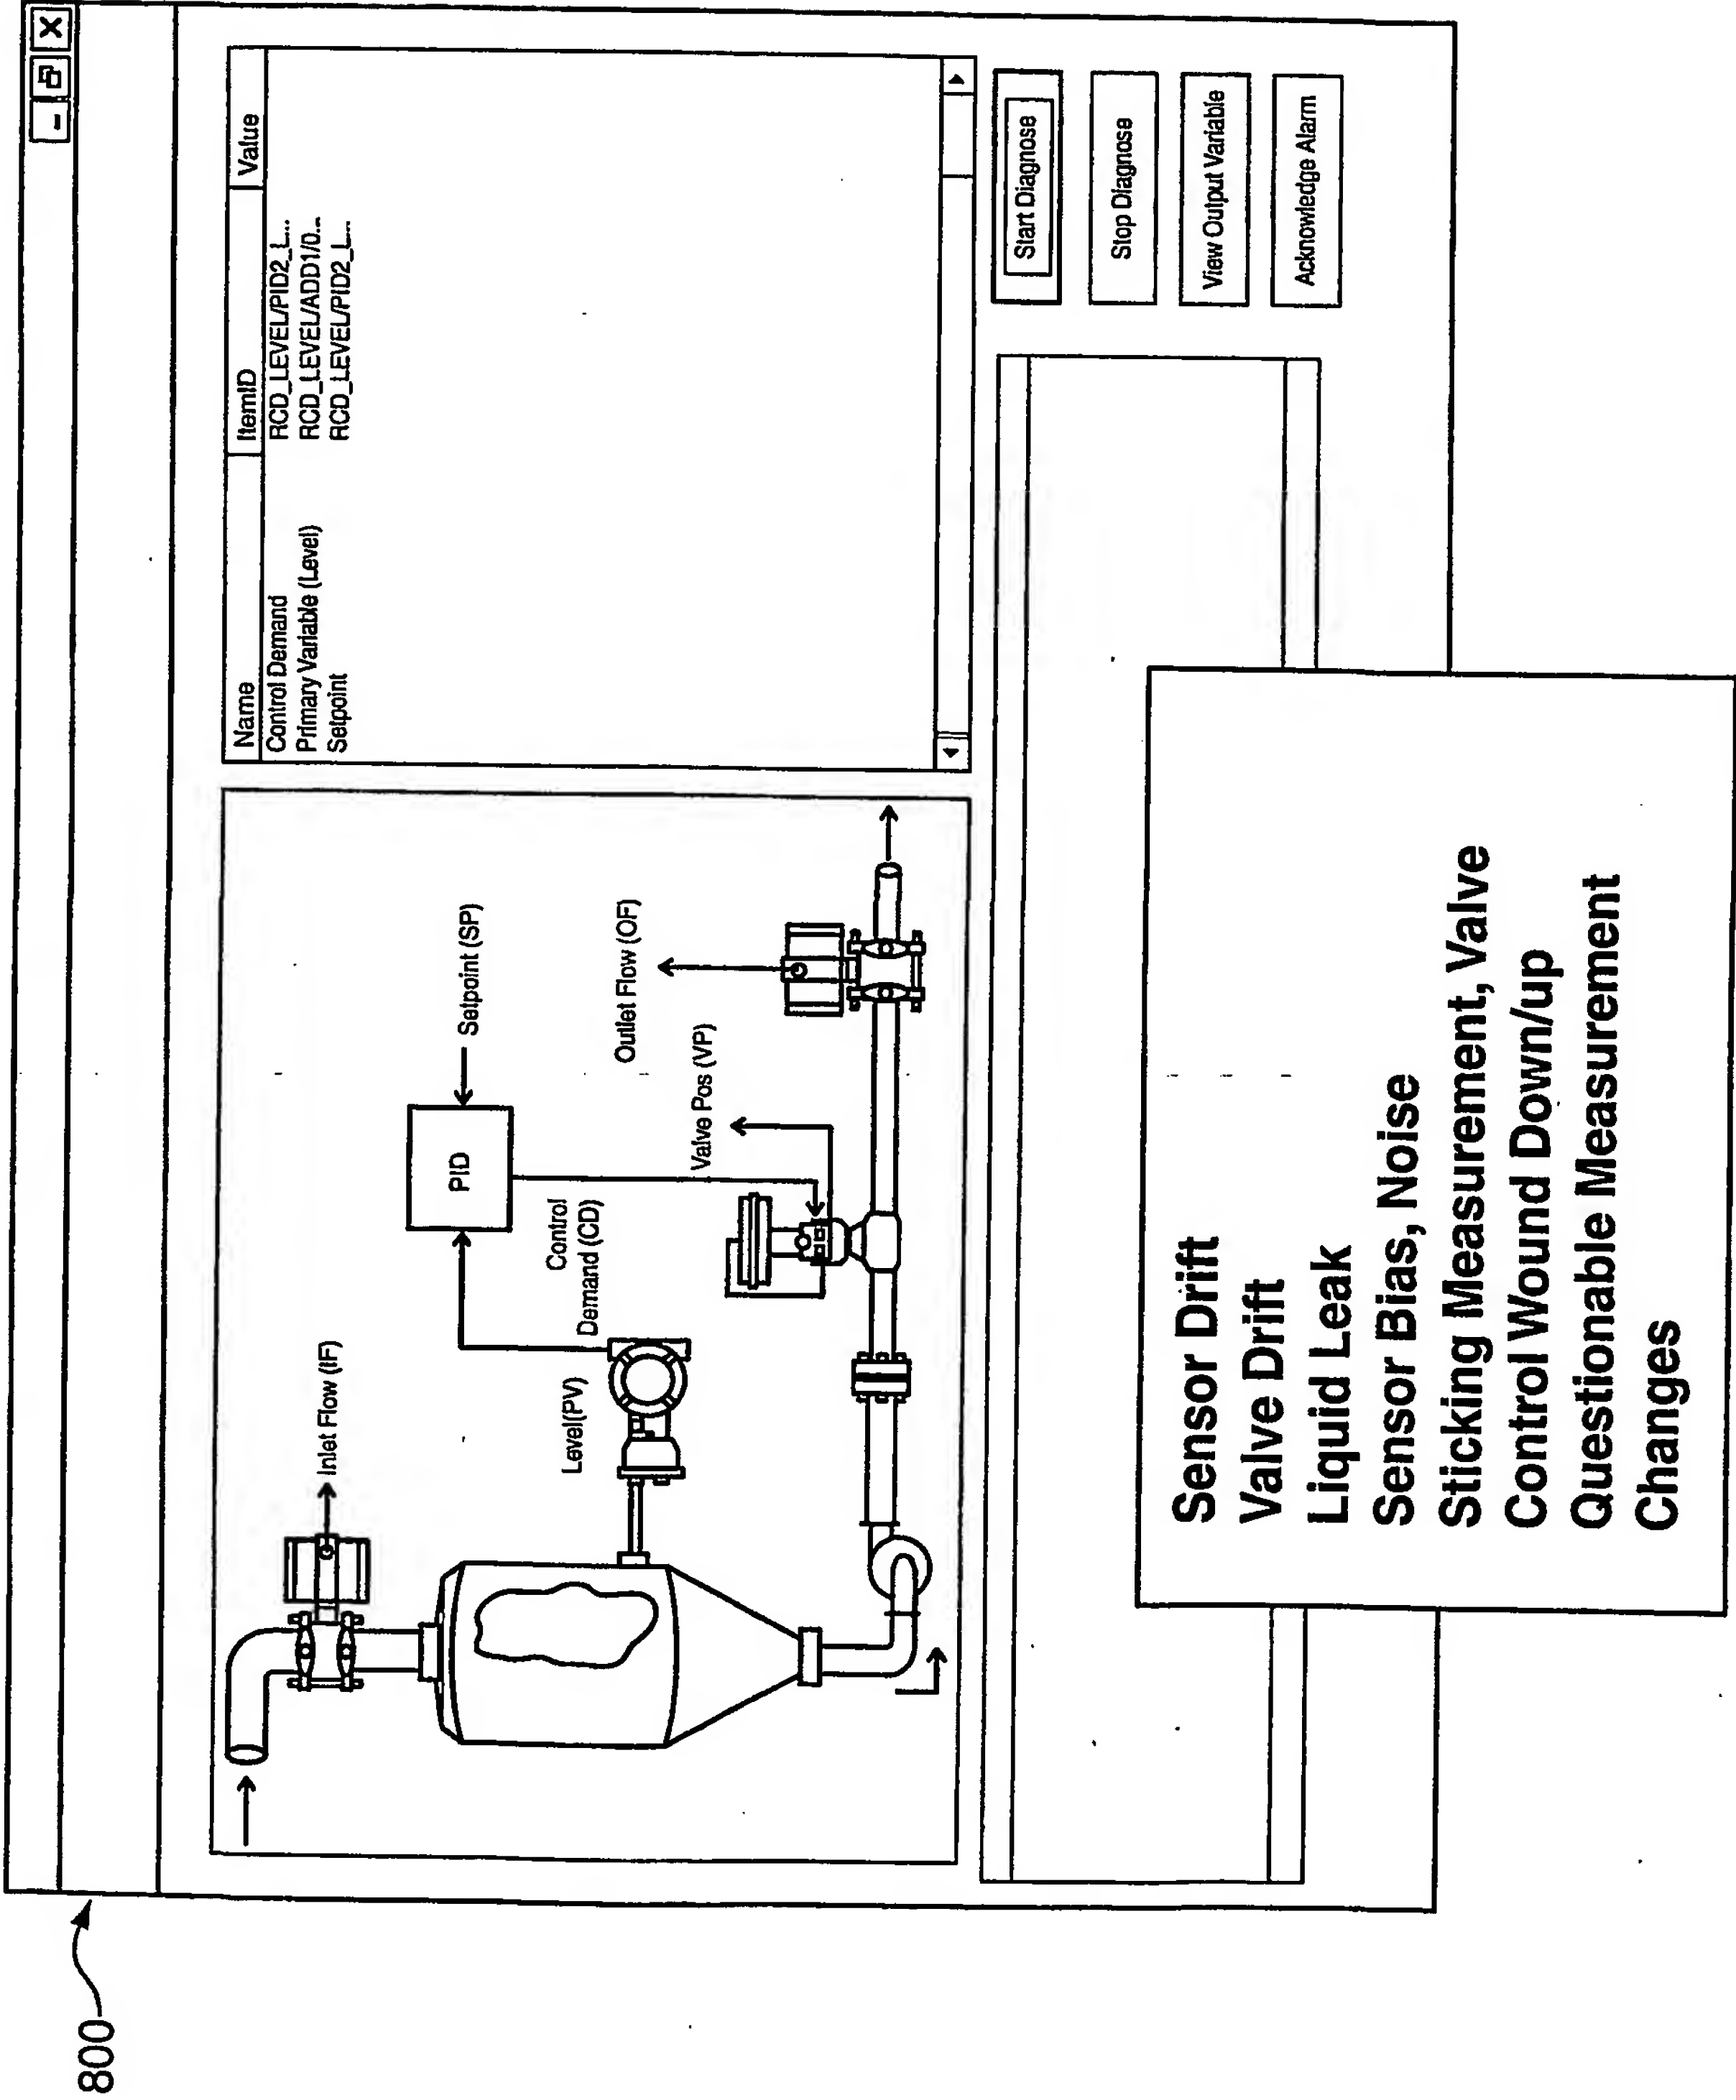 800
Inlet Flow (IF)
Level(PV)
Control
Demand (CD)
PID
Setpoint (SP)
Valve Pos (VP)
Outlet Flow (OF)
Name ItemID Value
Control Demand RCD_LEVEL/PID2_L...
Primary Variable (Level) RCD_LEVEL/ADD1/0...
Setpoint RCD_LEVEL/PID2_L...
Start Diagnose
Stop Diagnose
View Output Variable
Acknowledge Alarm
Sensor Drift
Valve Drift
Liquid Leak
Sensor Bias, Noise
Sticking Measurement, Valve
Control Wound Down/up
Questionable Measurement
Changes